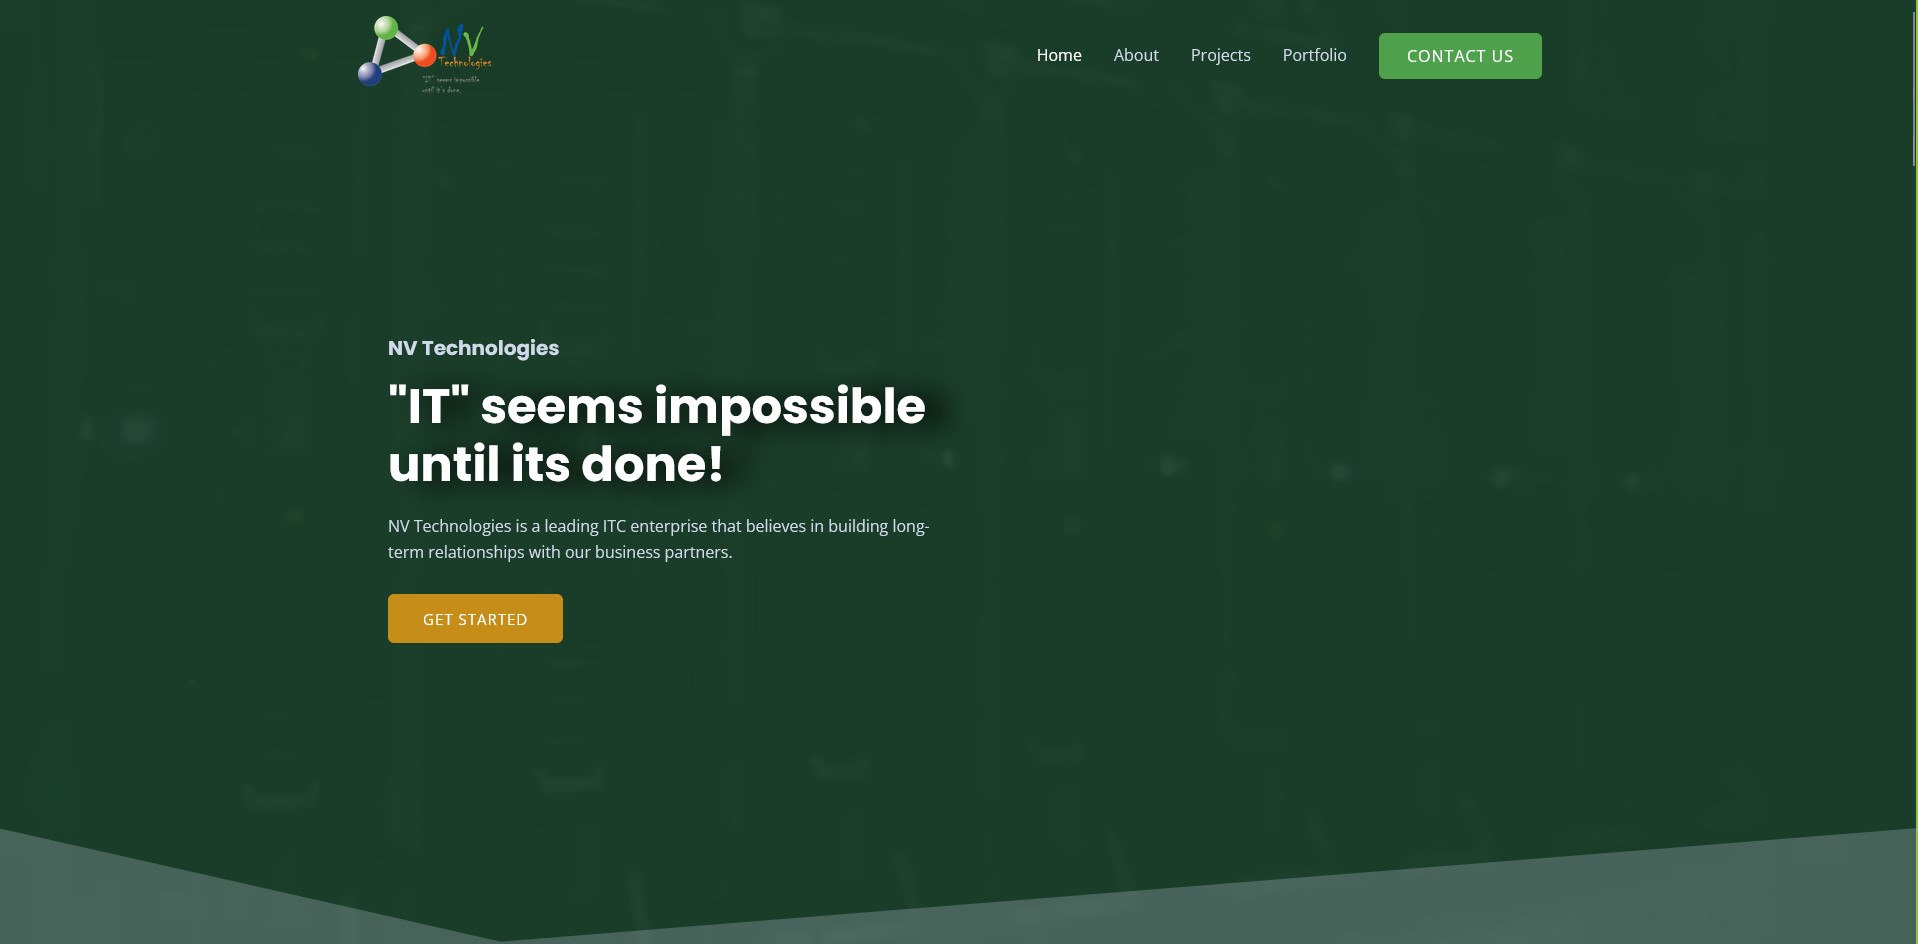 NV
Technologies
"IT" seems impossible
until it's done.
Home
About
Projects
Portfolio
CONTACT US
NV Technologies
"IT" seems impossible
until its done!
NV Technologies is a leading ITC enterprise that believes in building long-
term relationships with our business partners.
GET STARTED